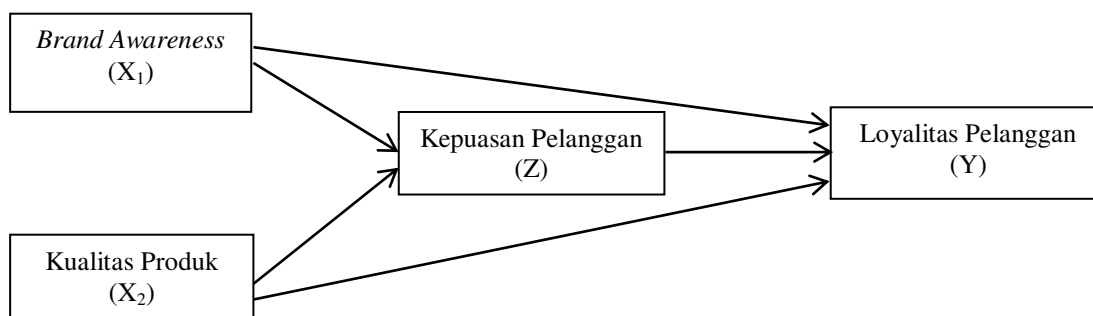 Brand Awareness
(X₁)
Kepuasan Pelanggan
(Z)
Loyalitas Pelanggan
(Y)
Kualitas Produk
(X₂)